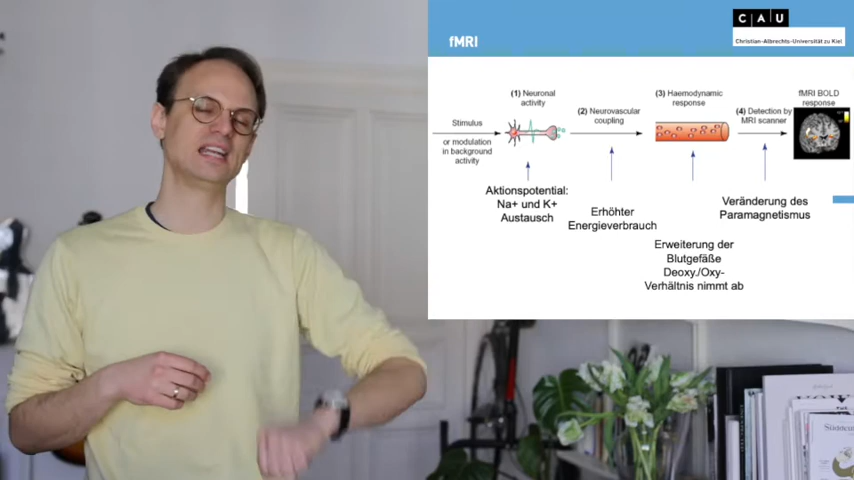 fMRI
C A U
Christian-Albrechts-Universität zu Kiel
(1) Neuronal
activity
(2) Neurovascular
coupling
(3) Haemodynamic
response
(4) Detection by
MRI scanner
fMRI BOLD
response
Stimulus
or modulation
in background
activity
Aktionspotential:
Na+ und K+
Austausch
Erhöhter
Energieverbrauch
Erweiterung der
Blutgefäße
Deoxy./Oxy-
Verhältnis nimmt ab
Veränderung des
Paramagnetismus